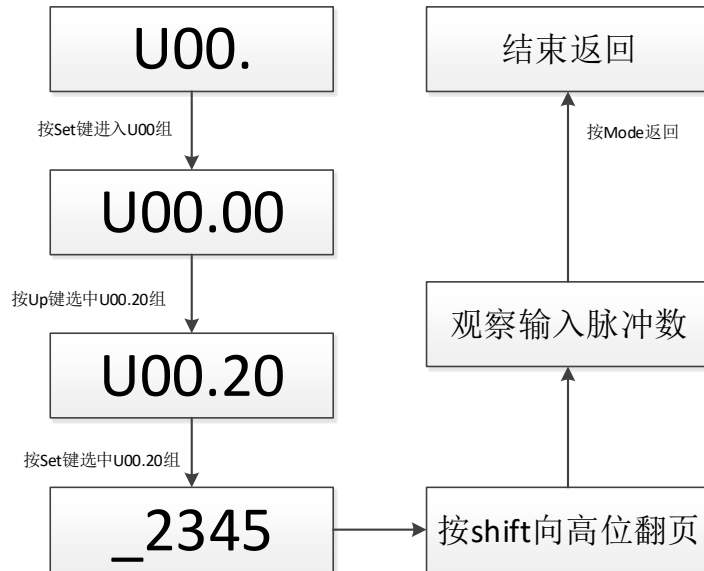 U00.
按Set键进入U00组
U00.00
按Up键选中U00.20组
U00.20
按Set键选中U00.20组
_2345
按shift向高位翻页
观察输入脉冲数
按Mode返回
结束返回